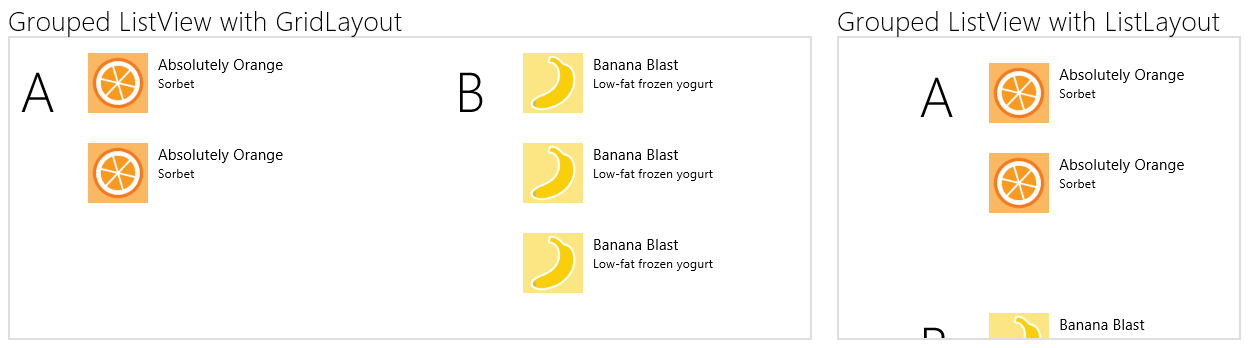 Grouped ListView with GridLayout
A
Absolutely Orange
Sorbet
Absolutely Orange
Sorbet
B
Banana Blast
Low-fat frozen yogurt
Banana Blast
Low-fat frozen yogurt
Banana Blast
Low-fat frozen yogurt
Grouped ListView with ListLayout
A
Absolutely Orange
Sorbet
Absolutely Orange
Sorbet
Banana Blast